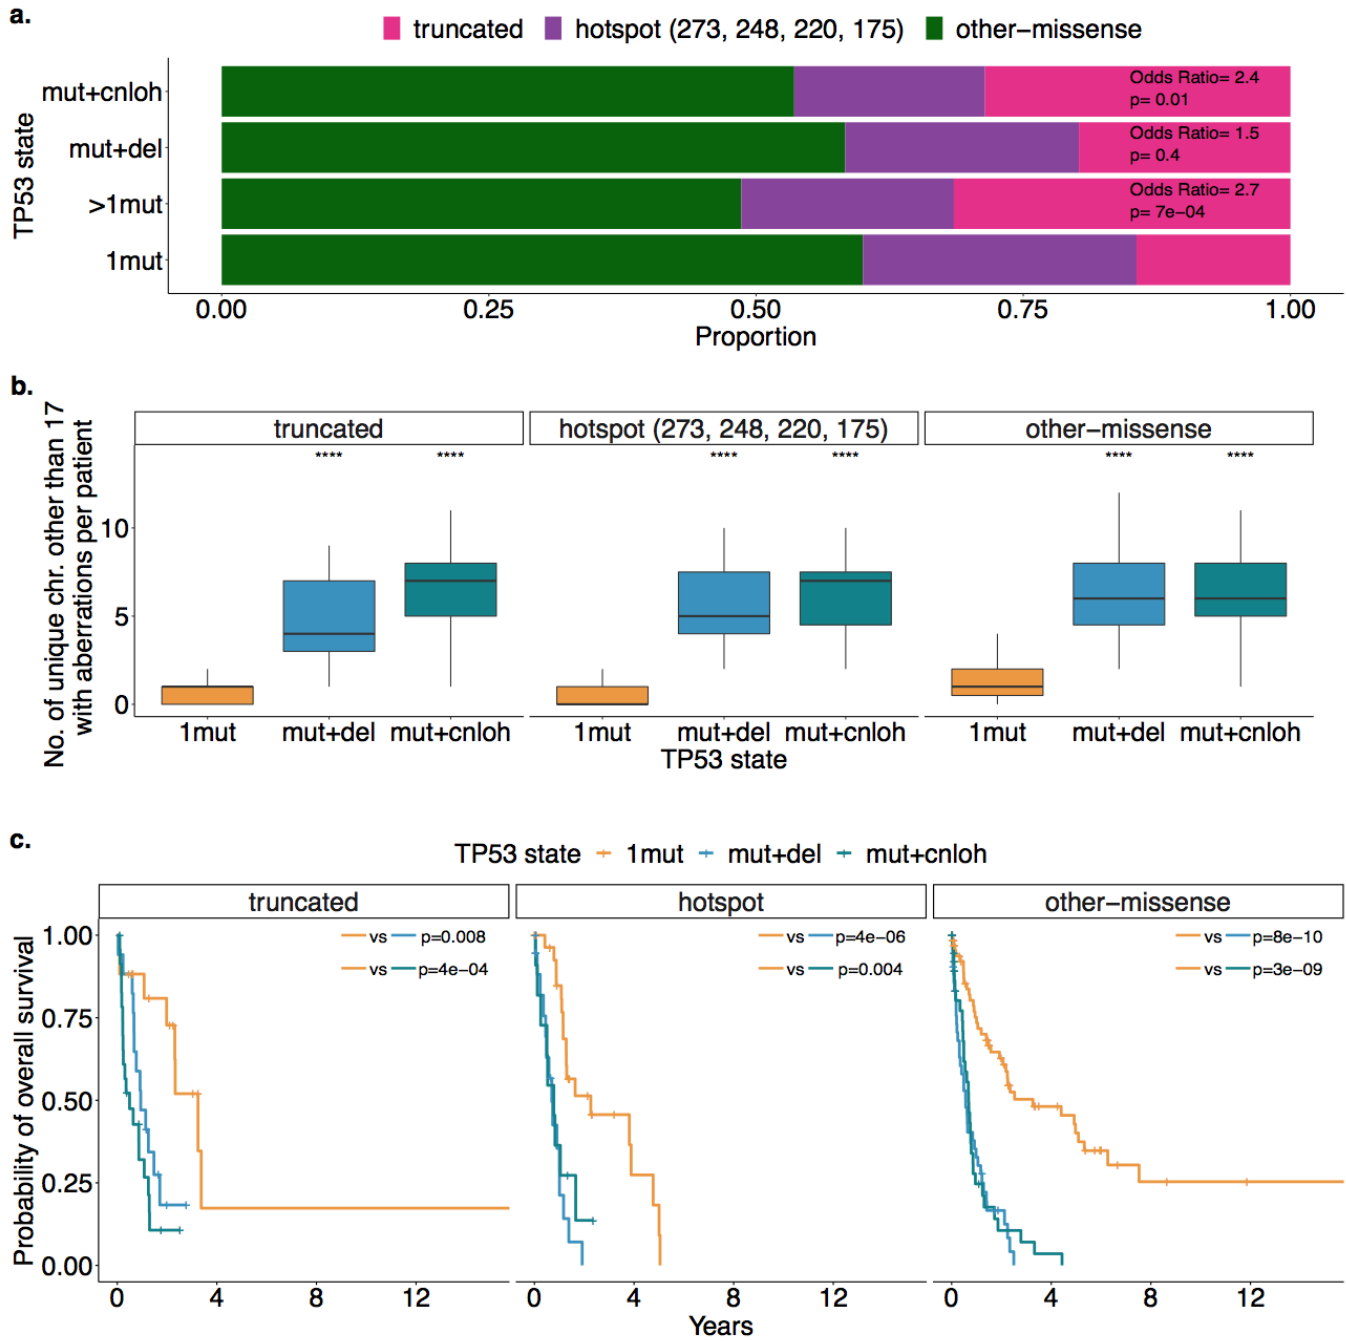 a.
truncated hotspot (273, 248, 220, 175) other−missense
TP53 state
mut+cnloh
Odds Ratio= 2.4
p= 0.01
mut+del
Odds Ratio= 1.5
p= 0.4
>1mut
Odds Ratio= 2.7
p= 7e−04
1mut
0.00 0.25 0.50 0.75 1.00
Proportion
b.
No. of unique chr. other than 17
with aberrations per patient
truncated hotspot (273, 248, 220, 175) other−missense
**** **** **** **** **** ****
10
5
0
1mut mut+del mut+cnloh 1mut mut+del mut+cnloh 1mut mut+del mut+cnloh
TP53 state
c.
TP53 state 1mut mut+del mut+cnloh
truncated hotspot other−missense
Probability of overall survival
1.00
0.75
0.50
0.25
0.00
vs p=0.008
vs p=4e−04
vs p=4e−06
vs p=0.004
vs p=8e−10
vs p=3e−09
0 4 8 12 0 4 8 12 0 4 8 12
Years